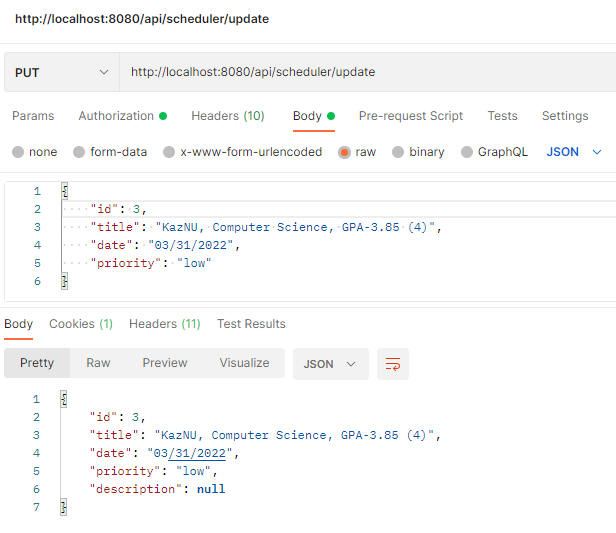 http://localhost:8080/api/scheduler/update
PUT http://localhost:8080/api/scheduler/update
Params Authorization Headers (10) Body Pre-request Script Tests Settings
none form-data x-www-form-urlencoded raw binary GraphQL JSON
1 {
2 "id": 3,
3 "title": "KazNU, Computer Science, GPA-3.85 (4)",
4 "date": "03/31/2022",
5 "priority": "low"
6 }
Body Cookies (1) Headers (11) Test Results
Pretty Raw Preview Visualize JSON
1 {
2 "id": 3,
3 "title": "KazNU, Computer Science, GPA-3.85 (4)",
4 "date": "03/31/2022",
5 "priority": "low",
6 "description": null
7 }